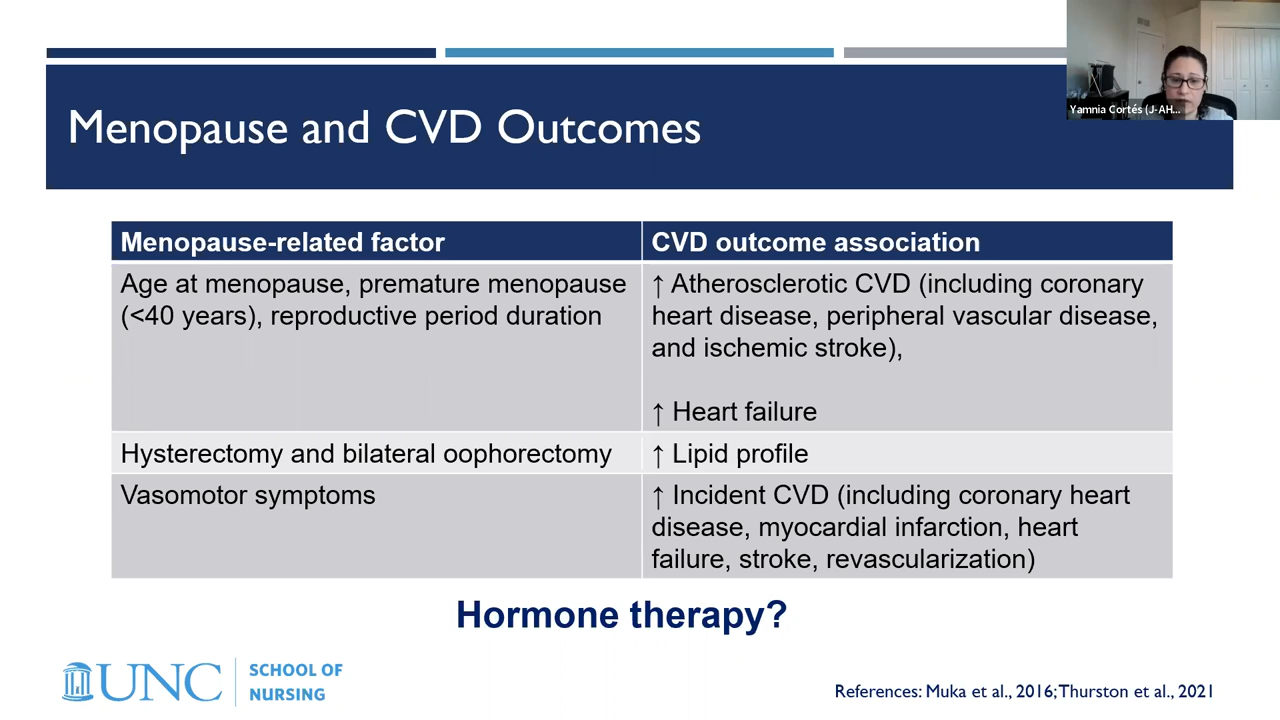 Yamnia Cortés (J-AH...
Menopause and CVD Outcomes
Menopause-related factor
CVD outcome association
Age at menopause, premature menopause
(<40 years), reproductive period duration
↑ Atherosclerotic CVD (including coronary
heart disease, peripheral vascular disease,
and ischemic stroke),
↑ Heart failure
Hysterectomy and bilateral oophorectomy
↑ Lipid profile
Vasomotor symptoms
↑ Incident CVD (including coronary heart
disease, myocardial infarction, heart
failure, stroke, revascularization)
Hormone therapy?
UNC
SCHOOL OF
NURSING
References: Muka et al., 2016;Thurston et al., 2021